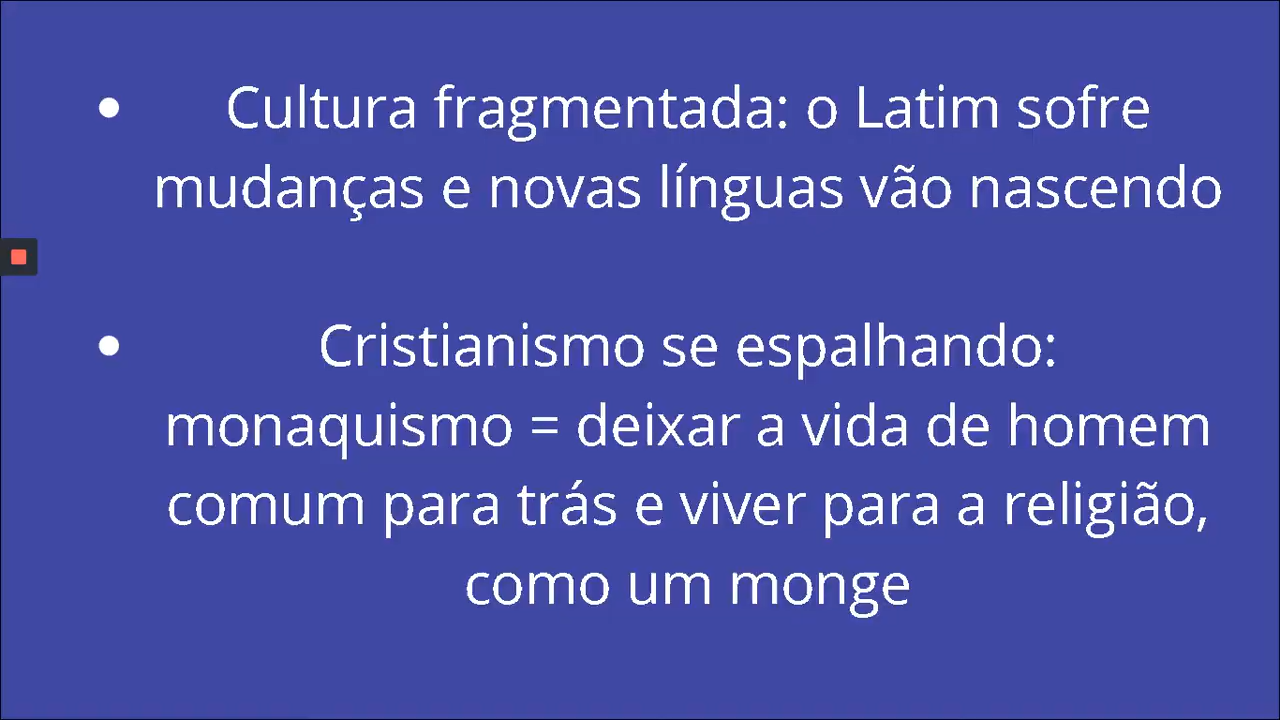 • Cultura fragmentada: o Latim sofre
mudanças e novas línguas vão nascendo
• Cristianismo se espalhando:
monaquismo = deixar a vida de homem
comum para trás e viver para a religião,
como um monge